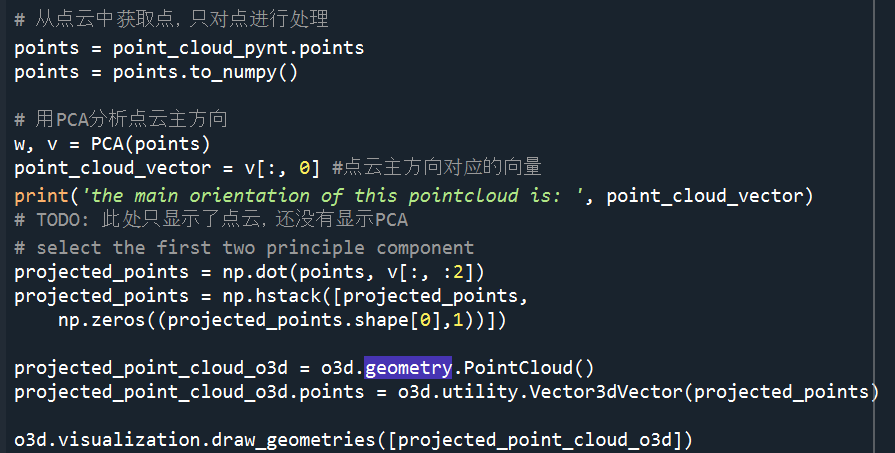 # 从点云中获取点, 只对点进行处理
points = point_cloud_pynt.points
points = points.to_numpy()
# 用PCA分析点云主方向
w, v = PCA(points)
point_cloud_vector = v[:, 0] #点云主方向对应的向量
print('the main orientation of this pointcloud is: ', point_cloud_vector)
# TODO: 此处只显示了点云, 还没有显示PCA
# select the first two principle component
projected_points = np.dot(points, v[:, :2])
projected_points = np.hstack([projected_points,
    np.zeros((projected_points.shape[0],1))])
projected_point_cloud_o3d = o3d.geometry.PointCloud()
projected_point_cloud_o3d.points = o3d.utility.Vector3dVector(projected_points)
o3d.visualization.draw_geometries([projected_point_cloud_o3d])